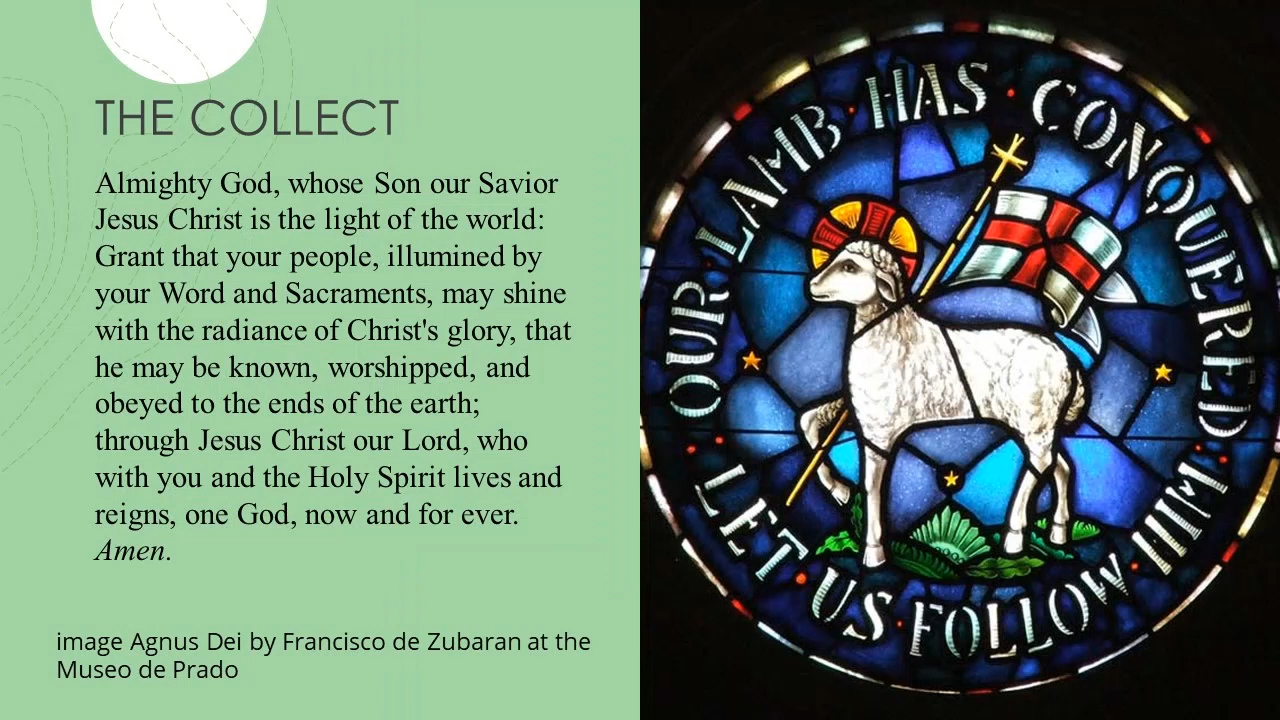 THE COLLECT
Almighty God, whose Son our Savior
Jesus Christ is the light of the world:
Grant that your people, illumined by
your Word and Sacraments, may shine
with the radiance of Christ's glory, that
he may be known, worshipped, and
obeyed to the ends of the earth;
through Jesus Christ our Lord, who
with you and the Holy Spirit lives and
reigns, one God, now and for ever.
Amen.
image Agnus Dei by Francisco de Zubaran at the
Museo de Prado
OUR LAMB HAS CONQUERED
LET US FOLLOW HIM